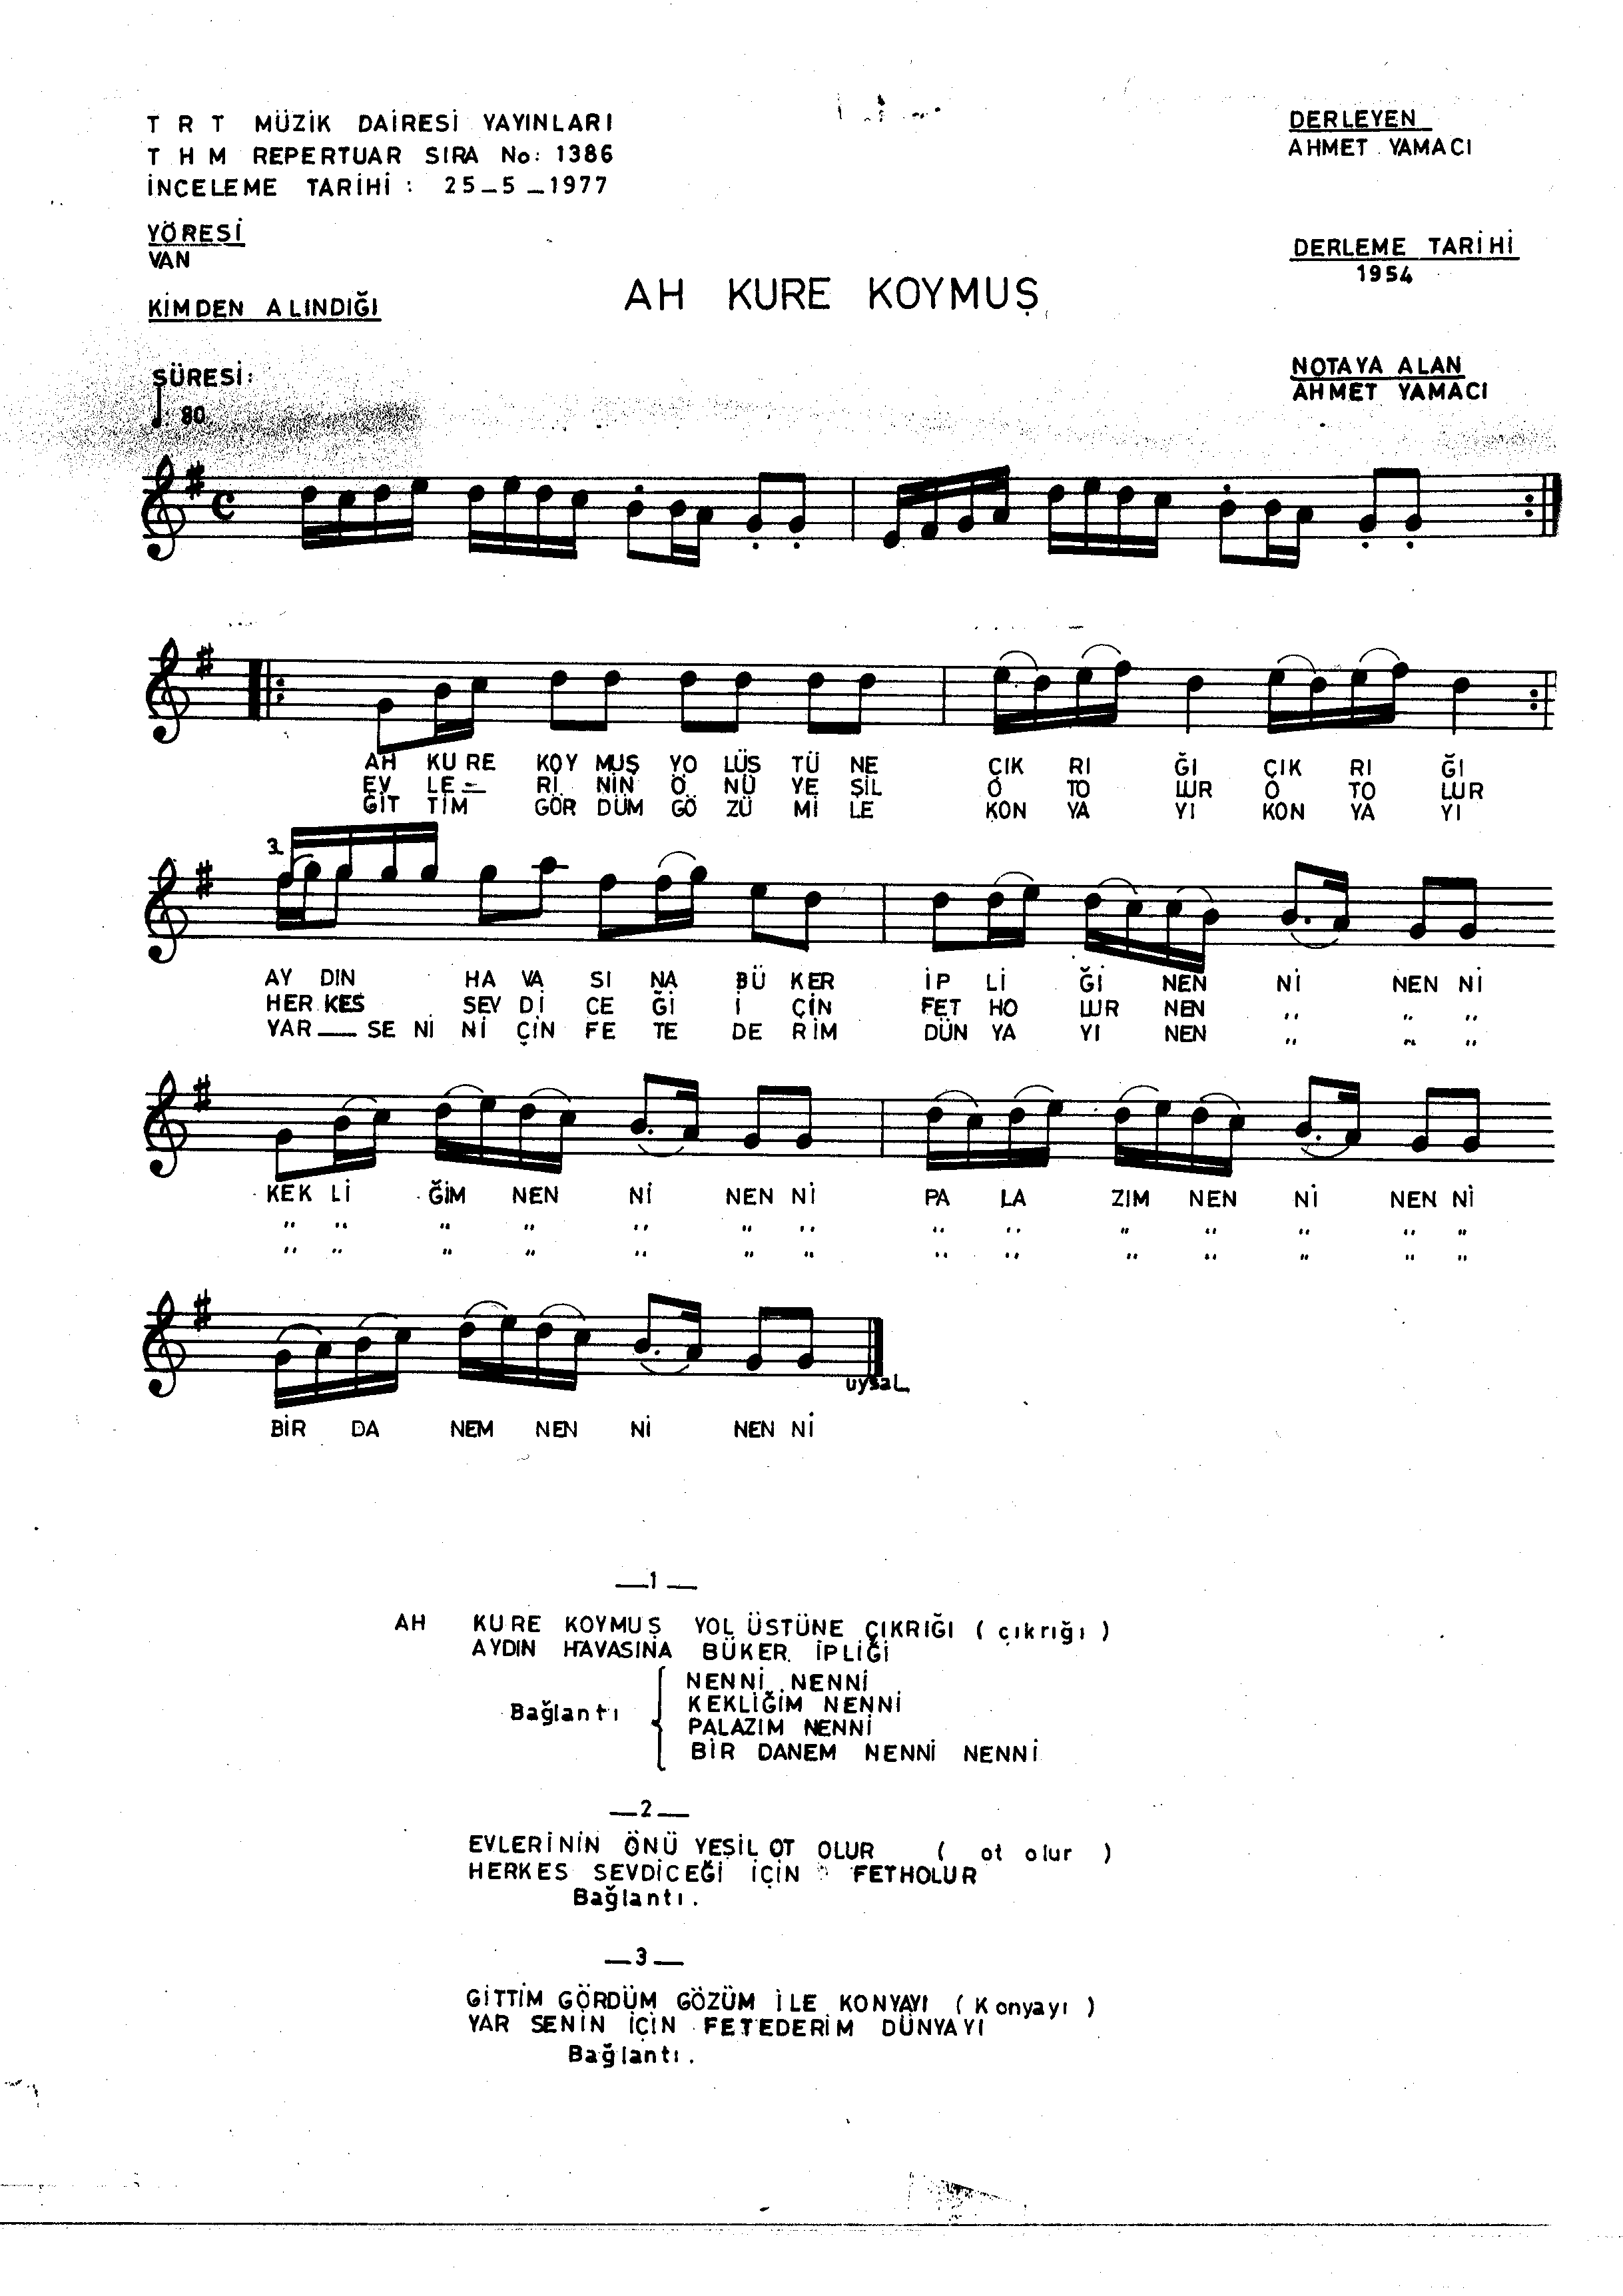 T R T MÜZİK DAİRESİ YAYINLARI
T H M REPERTUAR SIRA No: 1386
İNCELEME TARİHİ : 25_5_1977
DERLEYEN
AHMET YAMACI
YÖRESİ
VAN
DERLEME TARİHİ
1954
AH KURE KOYMUŞ
KİMDEN ALINDIĞI
SÜRESİ:
80
NOTAYA ALAN
AHMET YAMACI
AH KU RE KOY MUŞ YO LÜS TÜ NE ÇIK RI ĞI ÇIK RI ĞI
EV LE_ Rİ NİN Ö NÜ YE ŞİL O TO LUR O TO LUR
GİT TİM GÖR DÜM GÖ ZÜ Mİ LE KON YA YI KON YA YI
3
AY DIN HA VA SI NA BÜ KER İP Lİ Ğİ NEN Nİ NEN Nİ
HER KES SEV Dİ CE Ğİ İ ÇİN FET HO LUR NEN ,, ,, ,,
YAR__ SE Nİ Nİ ÇİN FE TE DE RİM DÜN YA YI NEN ,, ,, ,,
KEK Lİ ĞİM NEN Nİ NEN Nİ PA LA ZIM NEN Nİ NEN Nİ
,, ,, ,, ,, ,, ,, ,, ,, ,, ,, ,, ,, ,, ,,
,, ,, ,, ,, ,, ,, ,, ,, ,, ,, ,, ,, ,, ,,
uysal
BİR DA NEM NEN Nİ NEN Nİ
_1_
AH KURE KOYMUŞ YOL ÜSTÜNE ÇIKRIĞI ( çıkrığı )
AYDIN HAVASINA BÜKER İPLİĞİ
Bağlantı
NENNİ NENNİ
KEKLİĞİM NENNİ
PALAZIM NENNİ
BİR DANEM NENNİ NENNİ
_2_
EVLERİNİN ÖNÜ YEŞİL OT OLUR ( ot olur )
HERKES SEVDİCEĞİ İÇİN FETHOLUR
Bağlantı.
_3_
GİTTİM GÖRDÜM GÖZÜM İLE KONYAYI ( Konyayı )
YAR SENİN İÇİN FETEDERİM DÜNYAYI
Bağlantı.